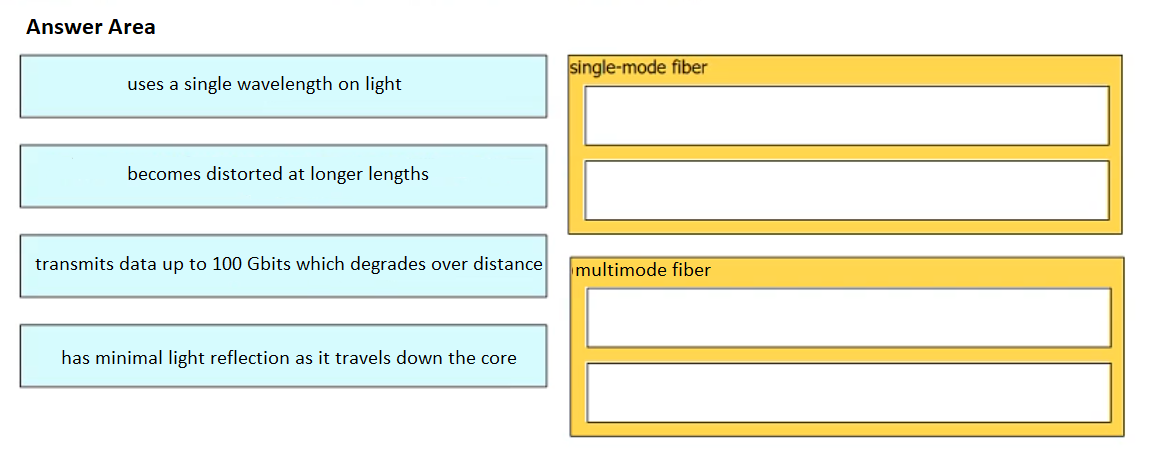 Answer Area
uses a single wavelength on light
becomes distorted at longer lengths
transmits data up to 100 Gbits which degrades over distance
has minimal light reflection as it travels down the core
single-mode fiber
multimode fiber